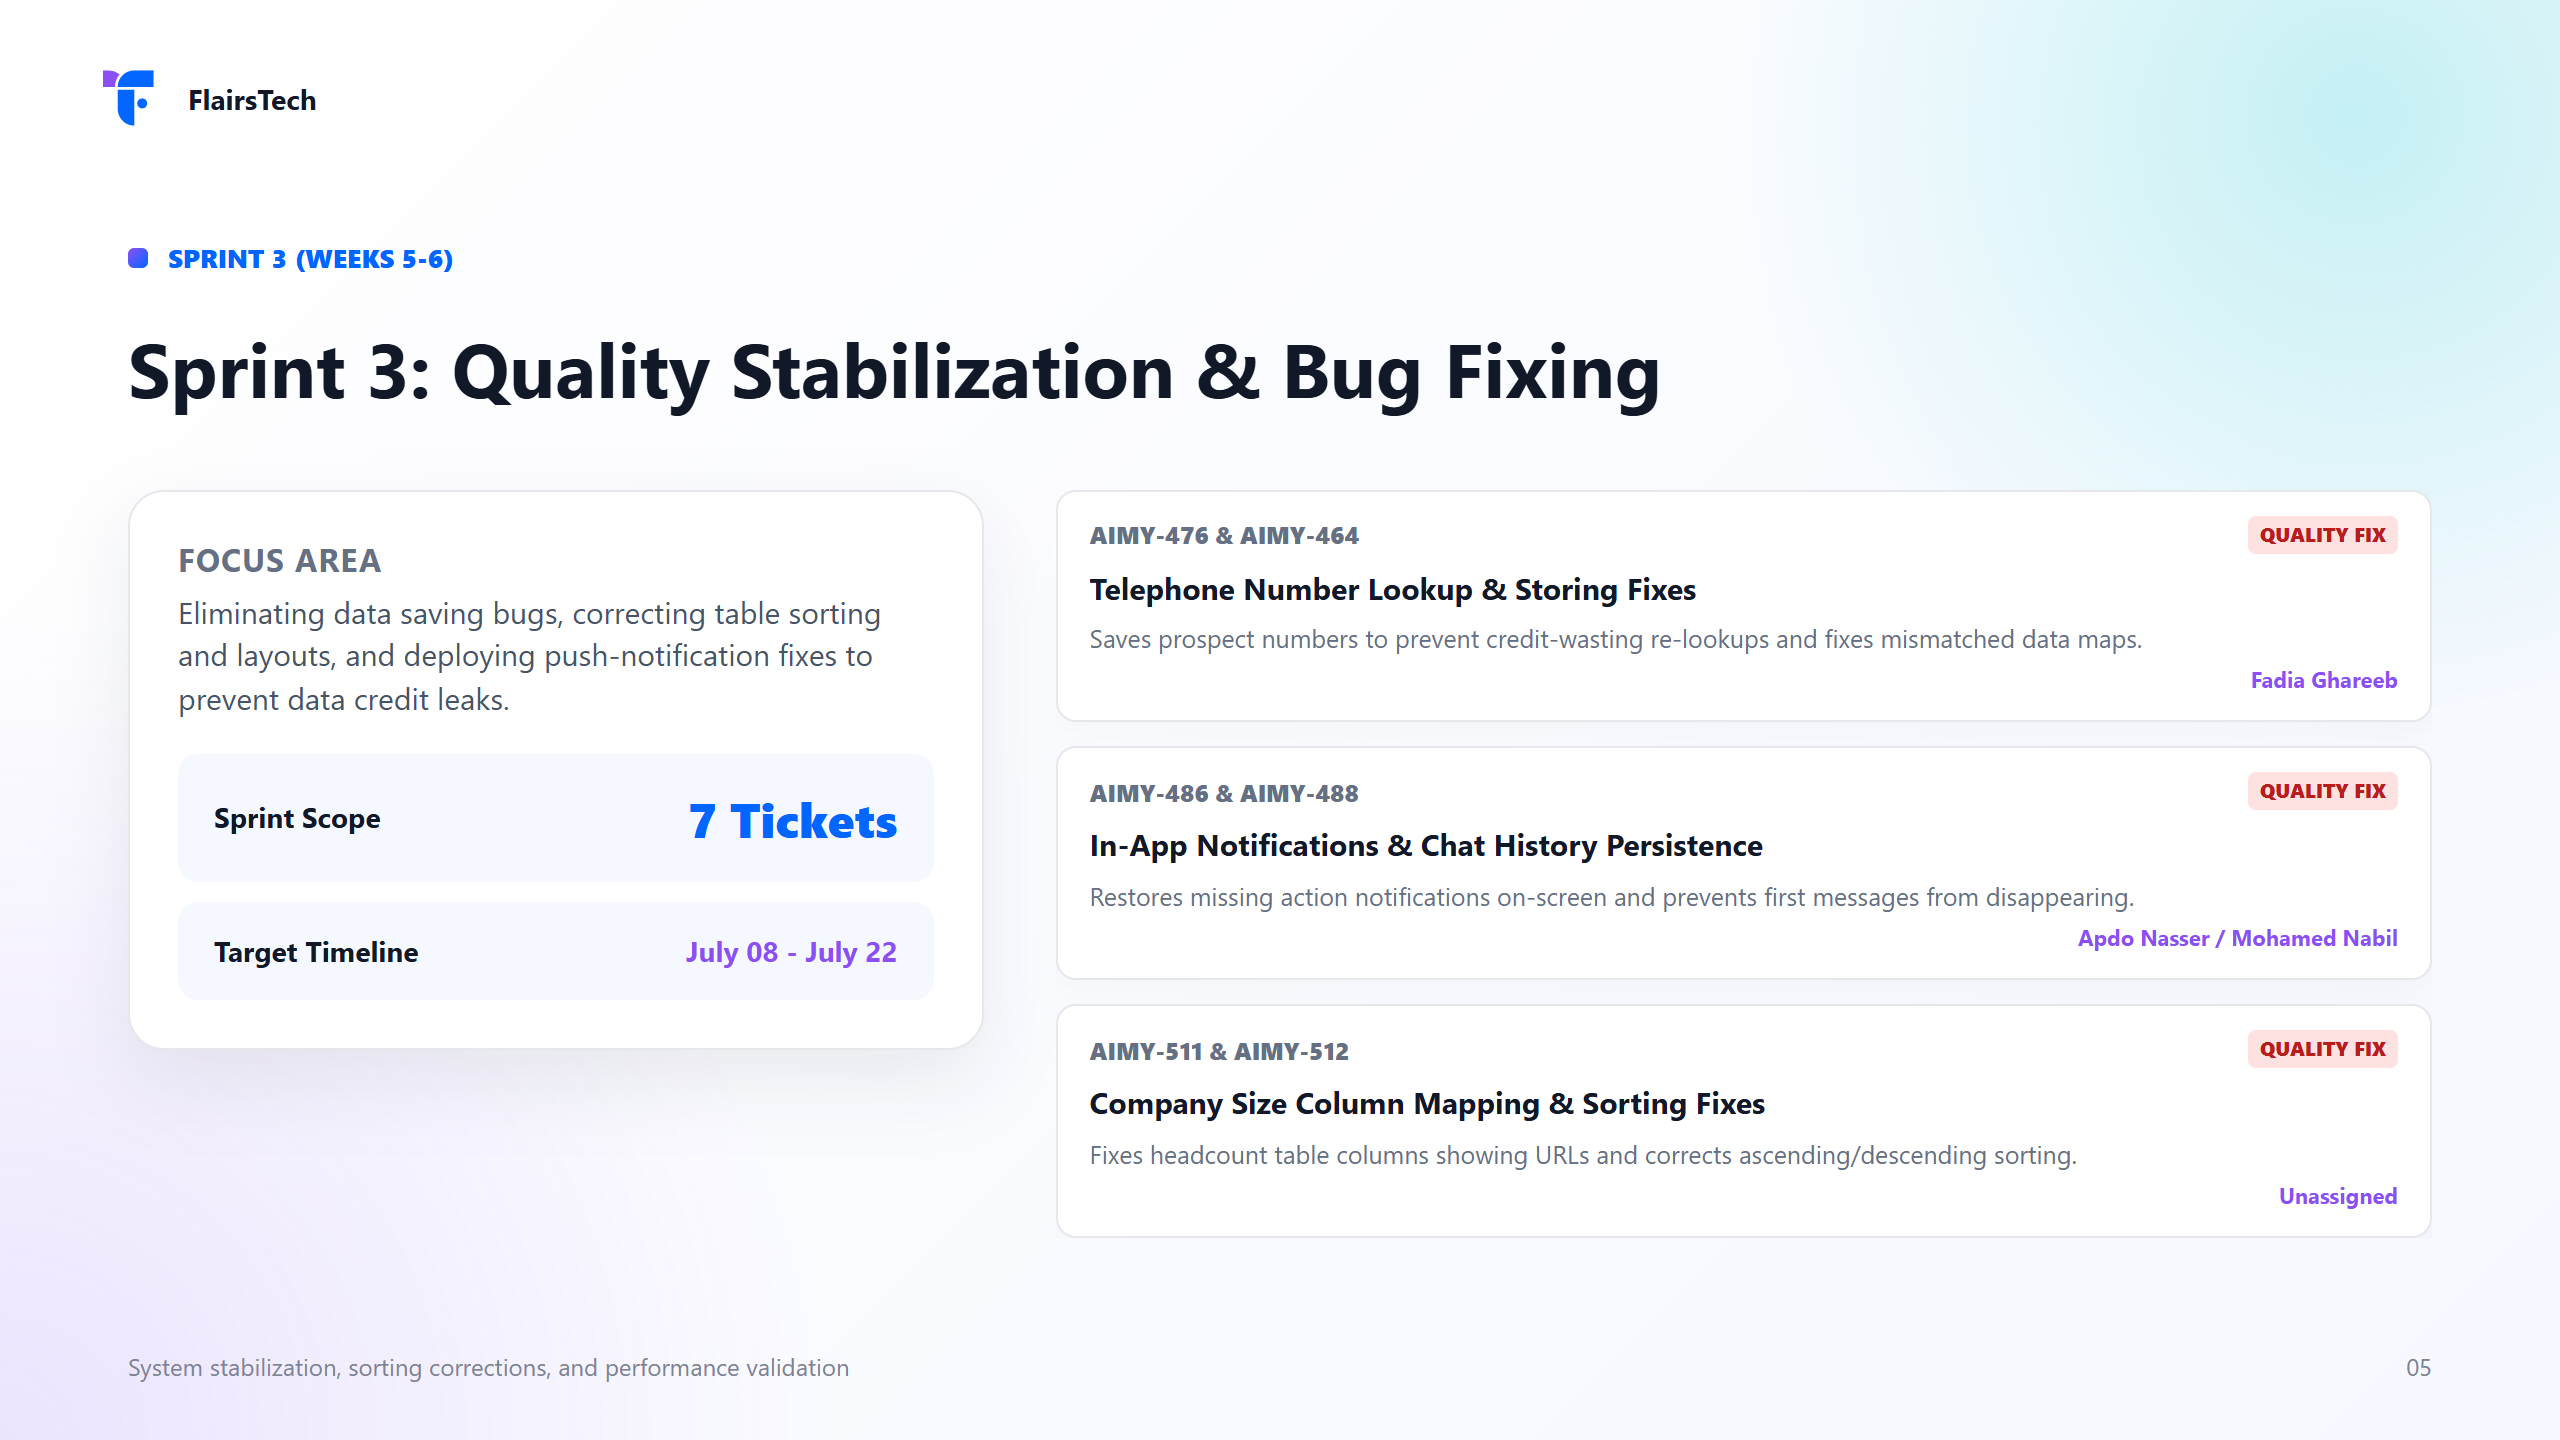 FlairsTech
SPRINT 3 (WEEKS 5-6)
Sprint 3: Quality Stabilization & Bug Fixing
FOCUS AREA
Eliminating data saving bugs, correcting table sorting
and layouts, and deploying push-notification fixes to
prevent data credit leaks.
Sprint Scope
7 Tickets
Target Timeline
July 08 - July 22
AIMY-476 & AIMY-464
QUALITY FIX
Telephone Number Lookup & Storing Fixes
Saves prospect numbers to prevent credit-wasting re-lookups and fixes mismatched data maps.
Fadia Ghareeb
AIMY-486 & AIMY-488
QUALITY FIX
In-App Notifications & Chat History Persistence
Restores missing action notifications on-screen and prevents first messages from disappearing.
Apdo Nasser / Mohamed Nabil
AIMY-511 & AIMY-512
QUALITY FIX
Company Size Column Mapping & Sorting Fixes
Fixes headcount table columns showing URLs and corrects ascending/descending sorting.
Unassigned
System stabilization, sorting corrections, and performance validation
05